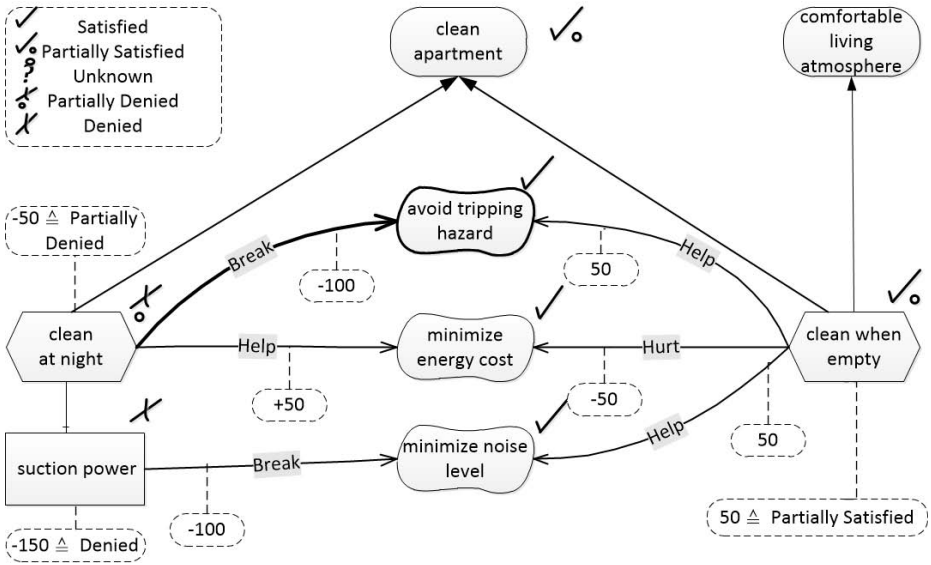 Satisfied
Partially Satisfied
? Unknown
Partially Denied
Denied
clean
apartment
comfortable
living
atmosphere
-50 ≙ Partially
Denied
avoid tripping
hazard
Break
-100
50
Help
clean
at night
Help
+50
minimize
energy cost
Hurt
-50
clean when
empty
suction power
Break
-100
minimize noise
level
Help
50
-150 ≙ Denied
50 ≙ Partially Satisfied